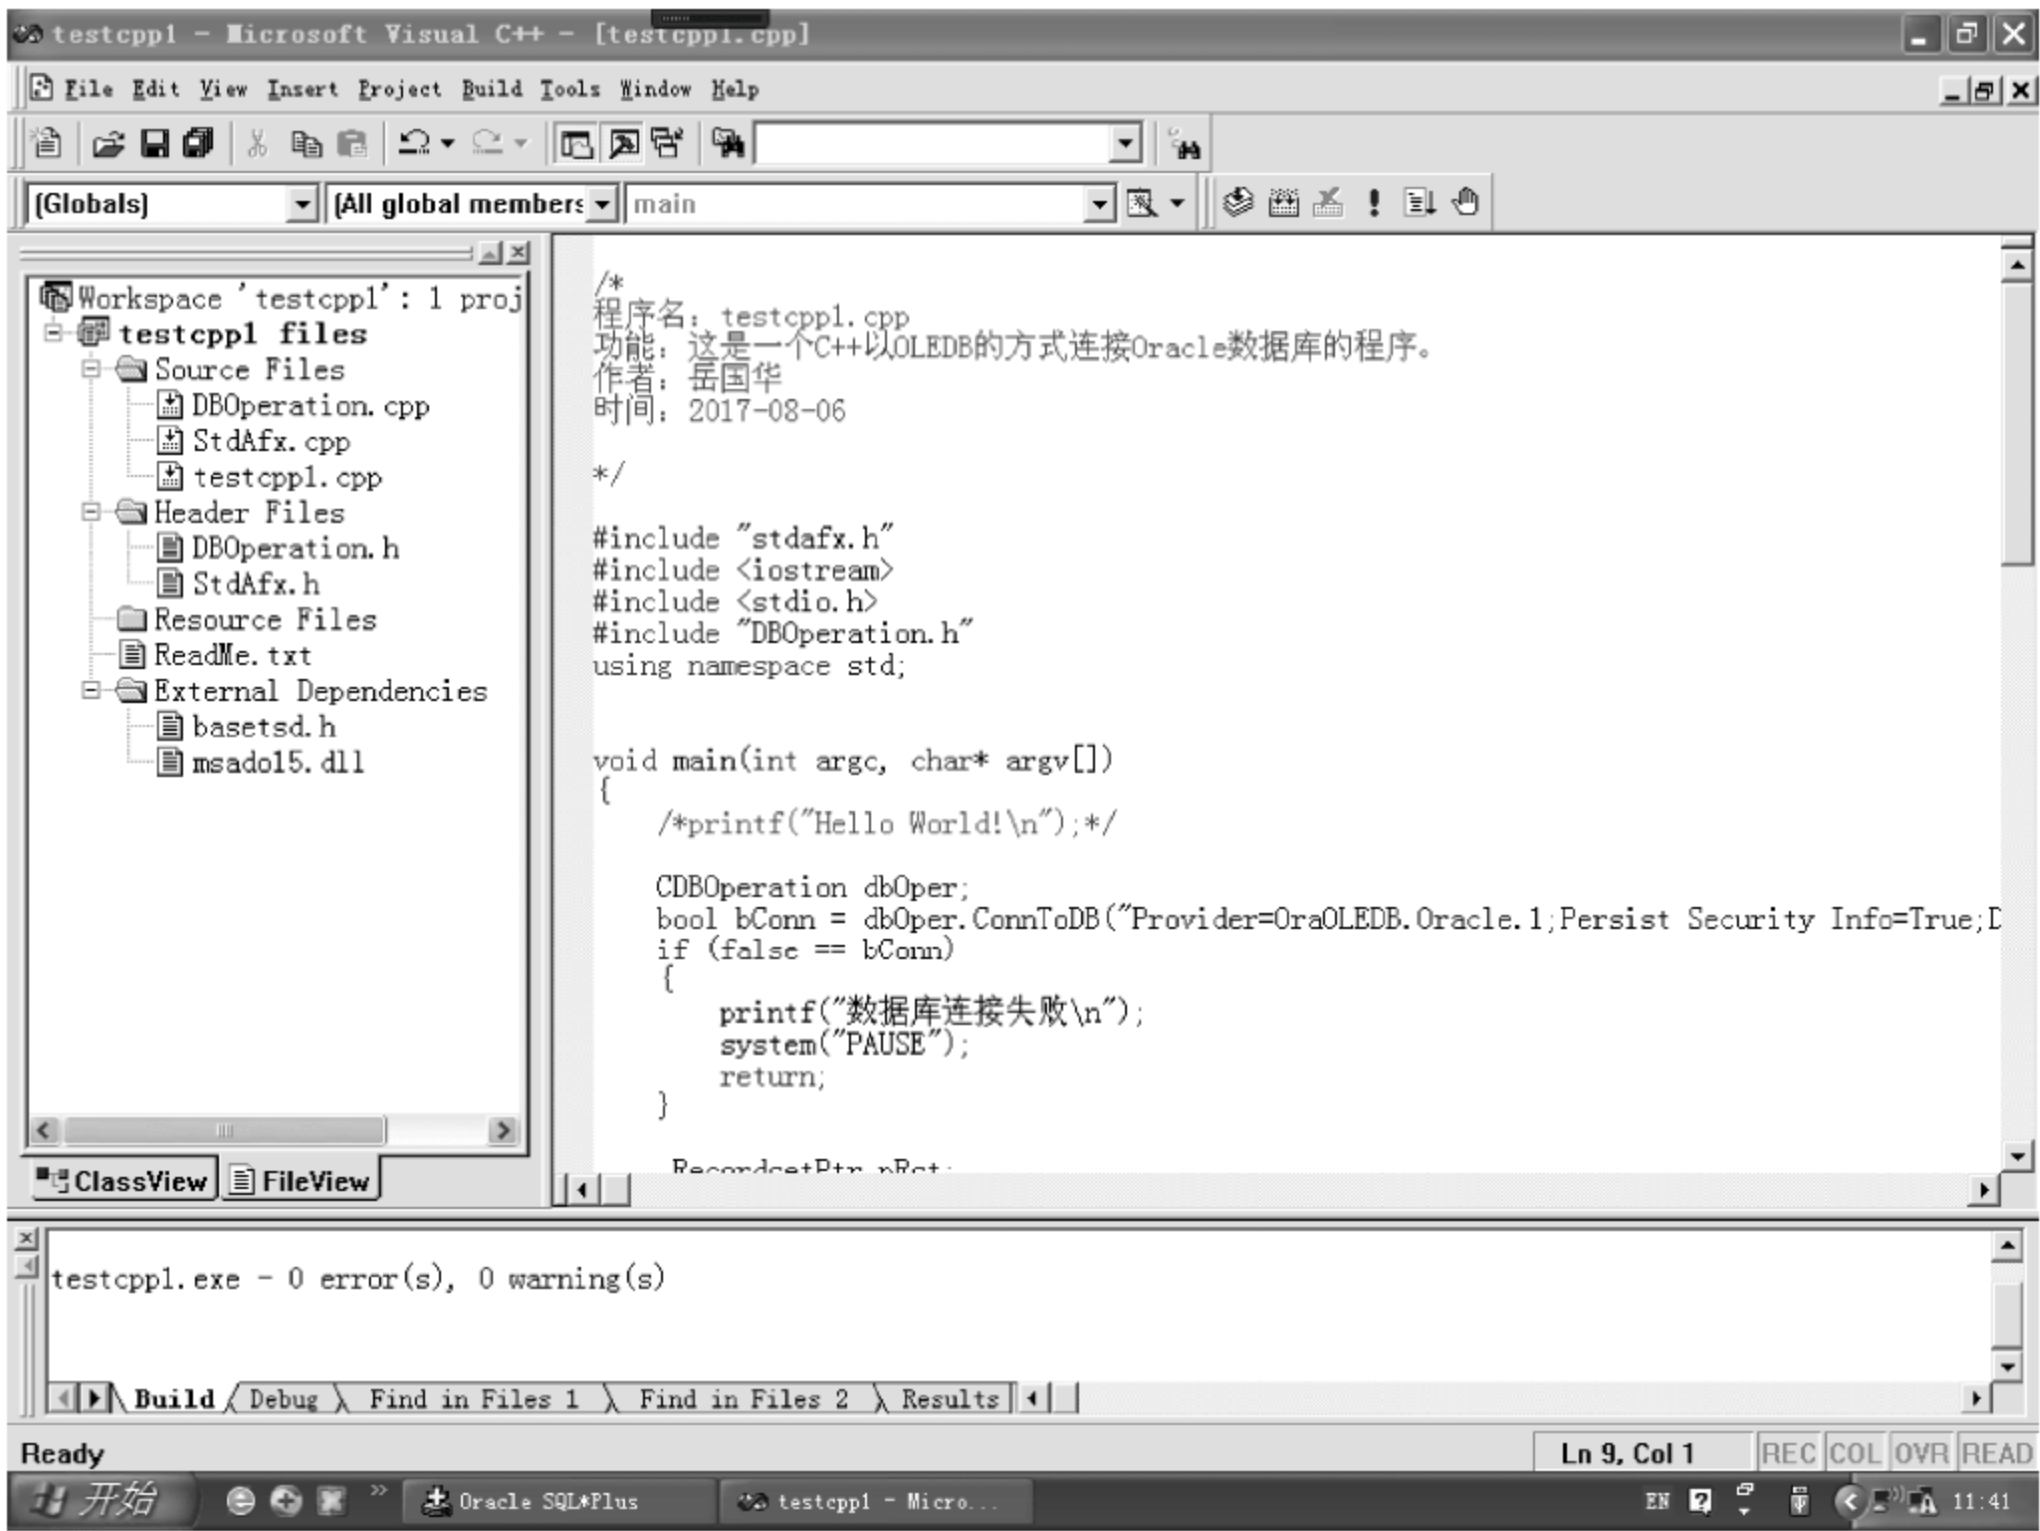 testcpp1 - Microsoft Visual C++ - [testcpp1.cpp]
File Edit View Insert Project Build Tools Window Help
(Globals) (All global members main
Workspace 'testcpp1': 1 proj
testcpp1 files
Source Files
DBOperation.cpp
StdAfx.cpp
testcpp1.cpp
Header Files
DBOperation.h
StdAfx.h
Resource Files
ReadMe.txt
External Dependencies
basetsd.h
msado15.dll
ClassView FileView
/*
程序名: testcpp1.cpp
功能: 这是一个C++以OLEDB的方式连接Oracle数据库的程序。
作者: 岳国华
时间: 2017-08-06
*/
#include "stdafx.h"
#include <iostream>
#include <stdio.h>
#include "DBOperation.h"
using namespace std;
void main(int argc, char* argv[])
{
/*printf("Hello World!\n");*/
CDBOperation dbOper;
bool bConn = dbOper.ConnToDB("Provider=OraOLEDB.Oracle.1;Persist Security Info=True;D
if (false == bConn)
{
printf("数据库连接失败\n");
system("PAUSE");
return;
}
_RecordsetPtr pRst;
testcpp1.exe - 0 error(s), 0 warning(s)
Build Debug Find in Files 1 Find in Files 2 Results
Ready Ln 9, Col 1 REC COL OVR READ
开始 Oracle SQL*Plus testcpp1 - Micro... EN 11:41